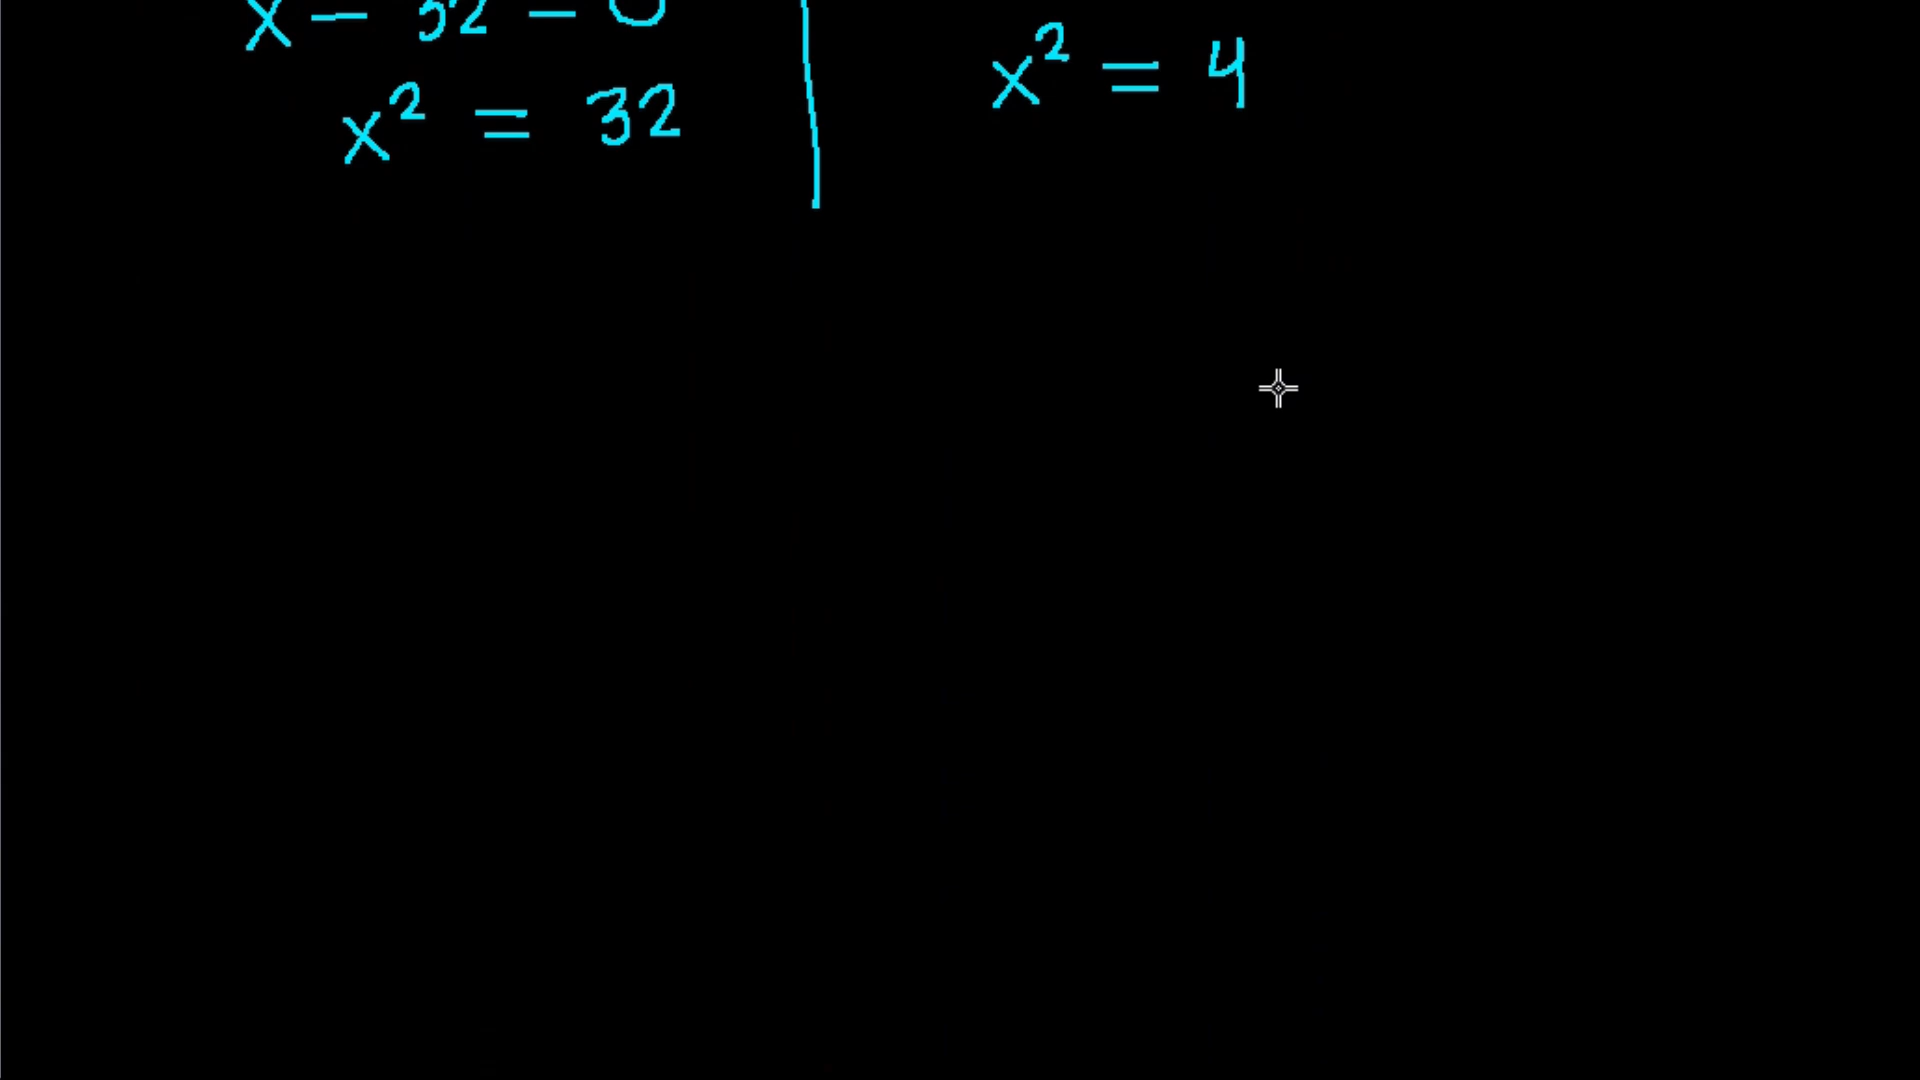 x² = 32
x² = 4